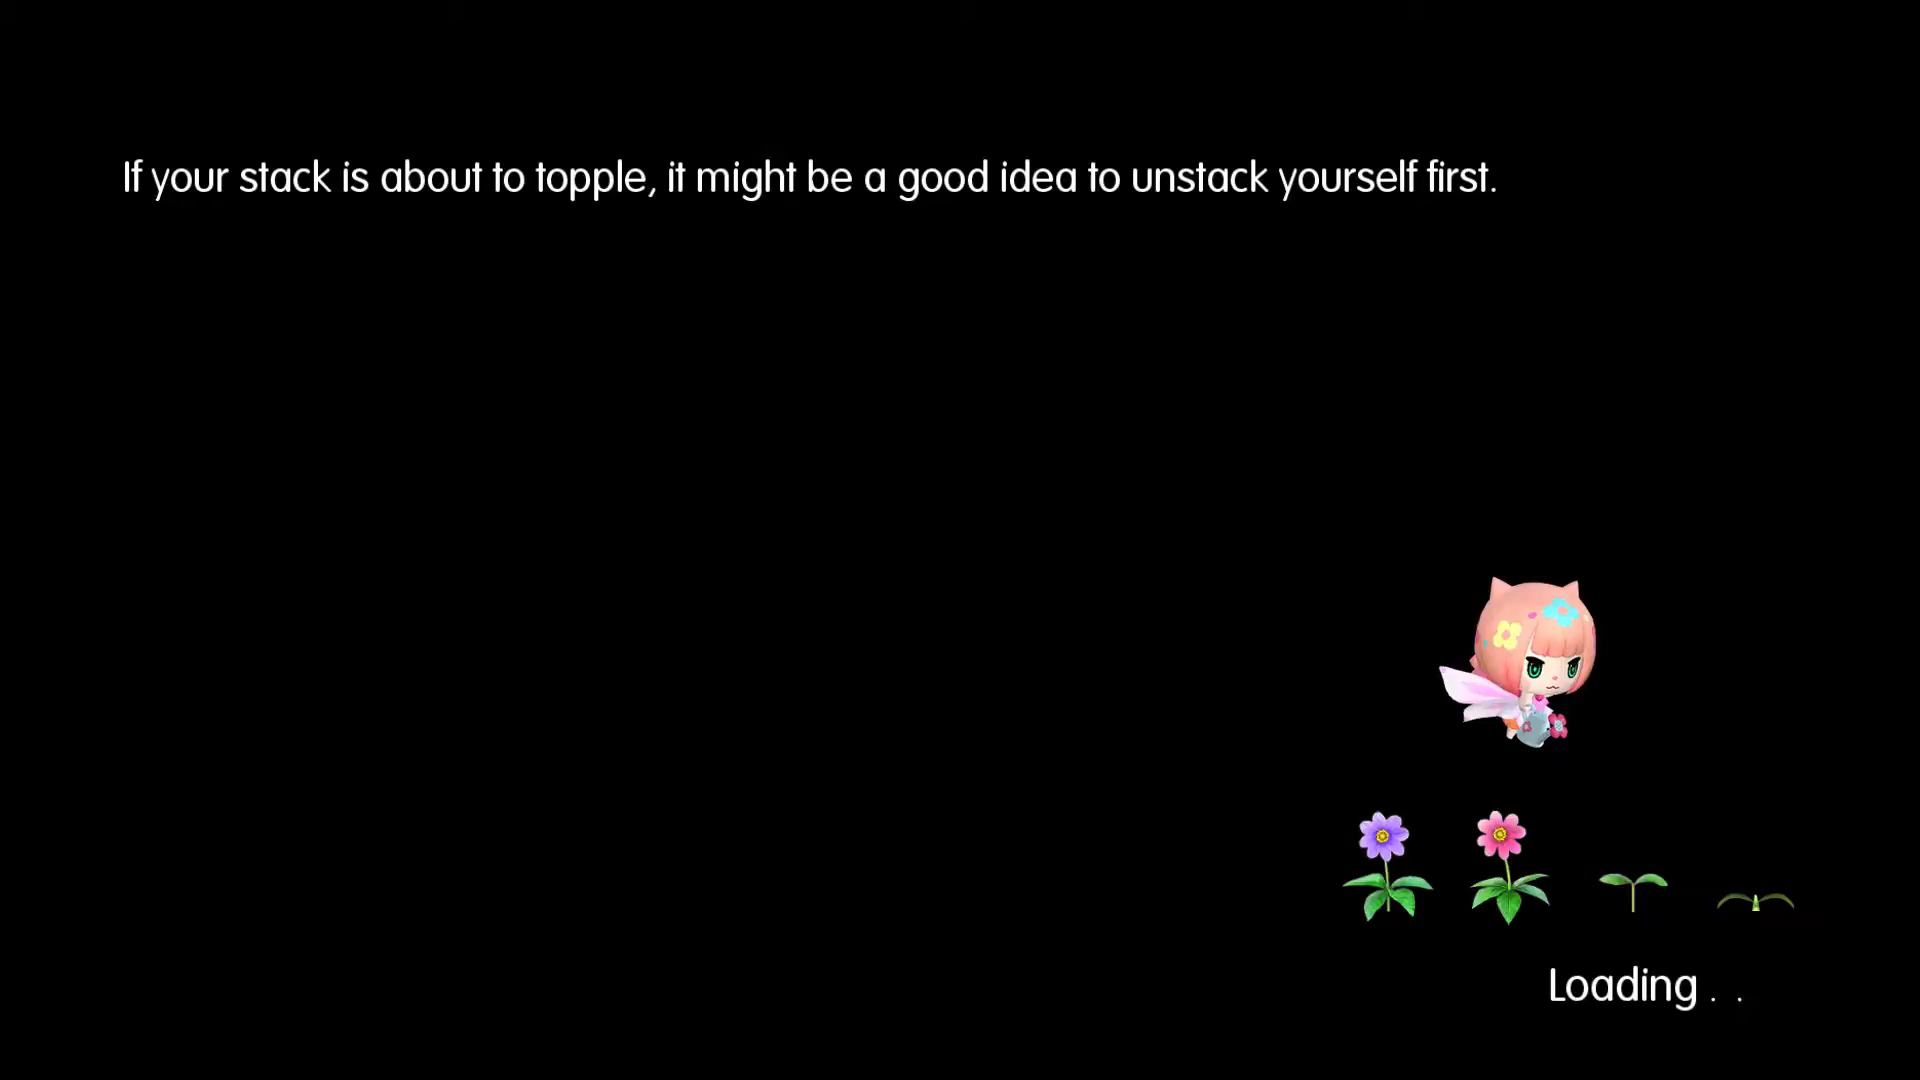 If your stack is about to topple, it might be a good idea to unstack yourself first.
Loading . .